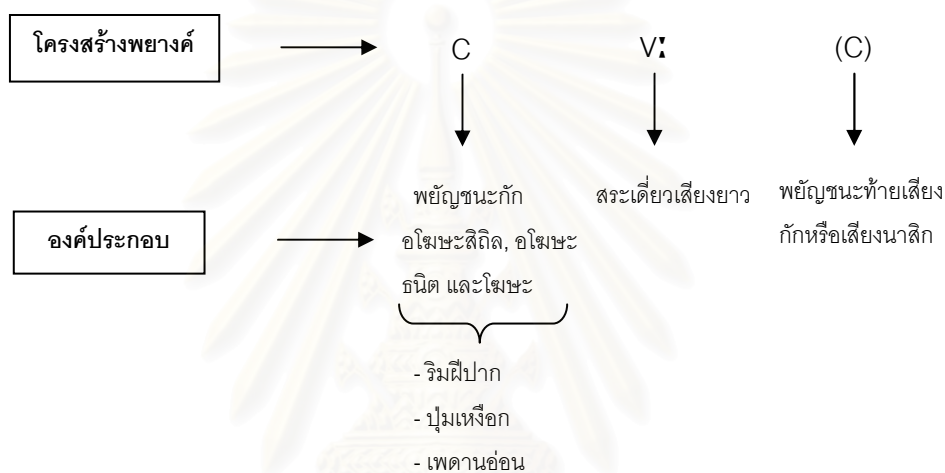 โครงสร้างพยางค์ C Vː (C)
พยัญชนะกัก
อโฆษะสิถิล, อโฆษะ
ธนิต และโฆษะ
สระเดี่ยวเสียงยาว
พยัญชนะท้ายเสียง
กักหรือเสียงนาสิก
องค์ประกอบ
- ริมฝีปาก
- ปุ่มเหงือก
- เพดานอ่อน